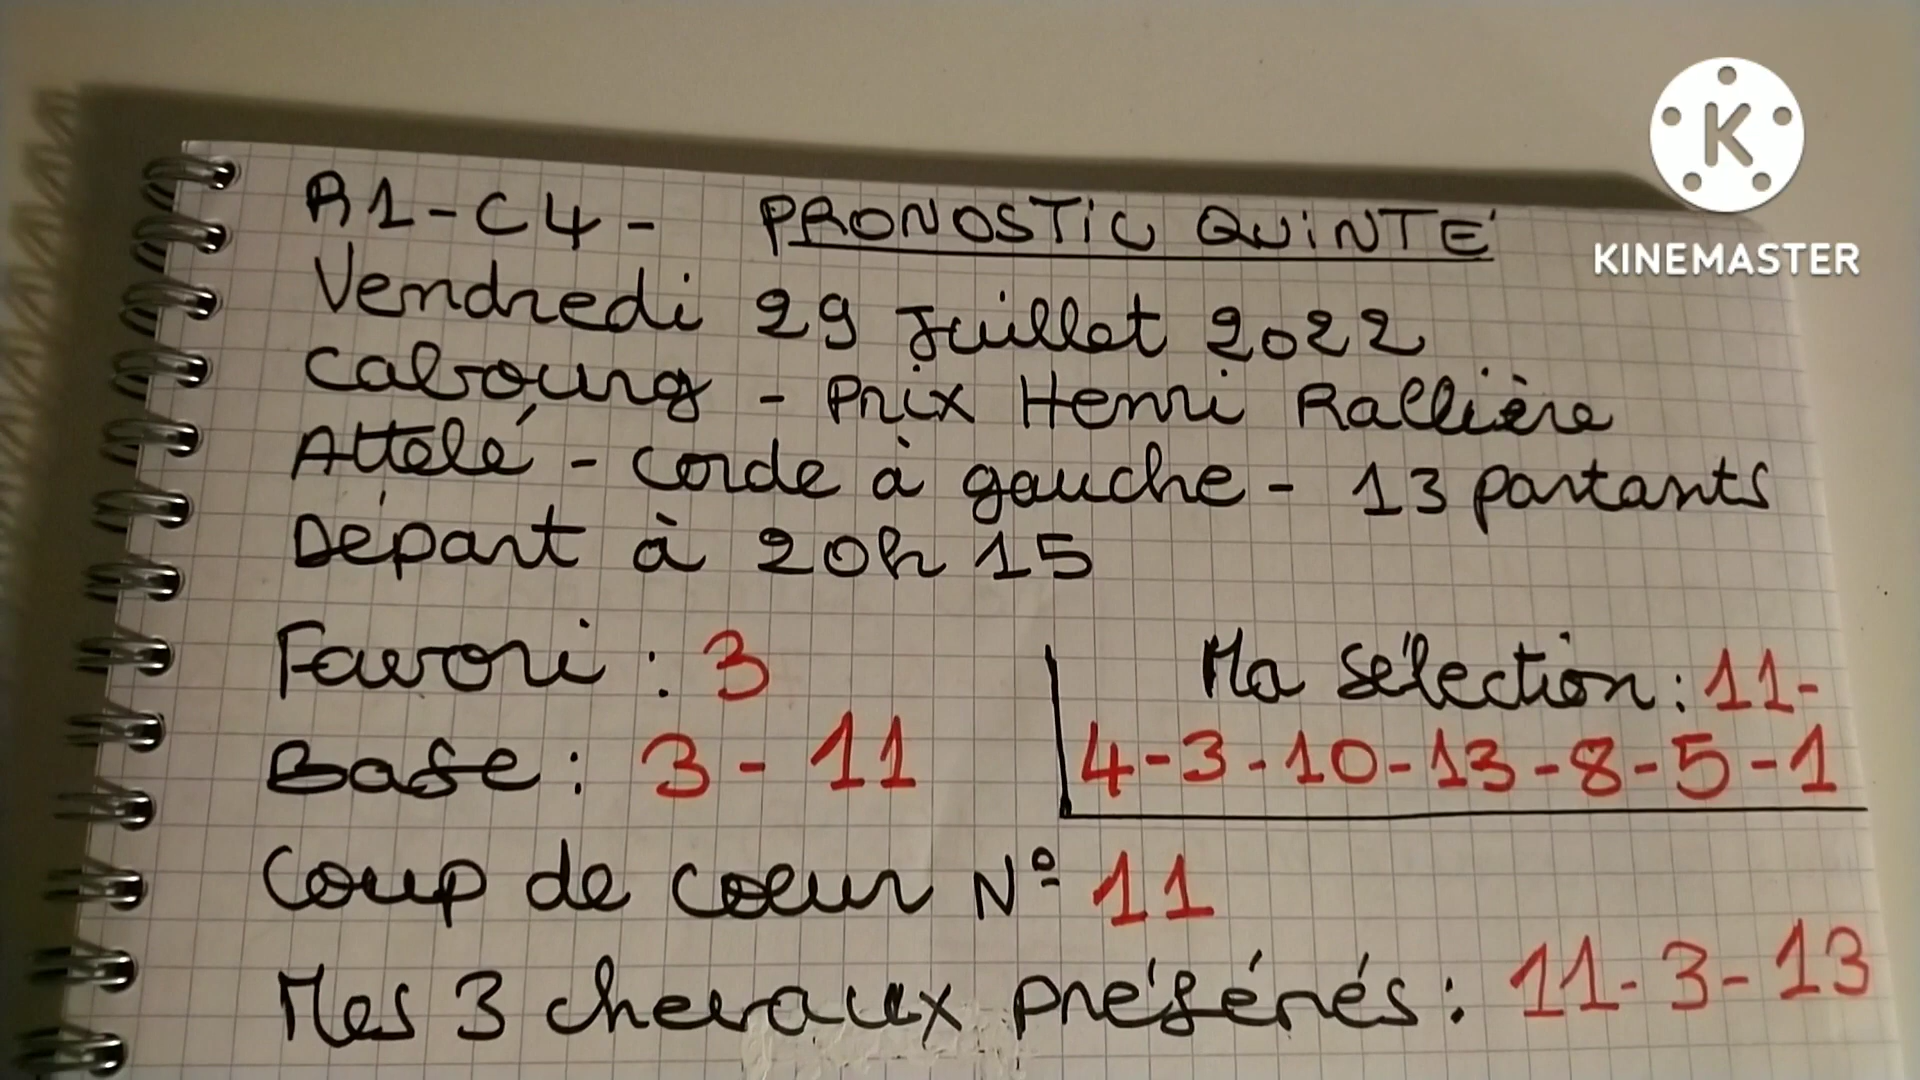 R1-C4- PRONOSTIC QUINTÉ
Vendredi 29 Juillet 2022
Cabourg - Prix Henri Rallière
Attelé - corde à gauche - 13 partants
Départ à 20h15
Favori : 3
Base : 3 - 11
Ma Sélection : 11-
4-3-10-13-8-5-1
Coup de coeur N° 11
Mes 3 chevaux préférés : 11-3-13
K
KINEMASTER